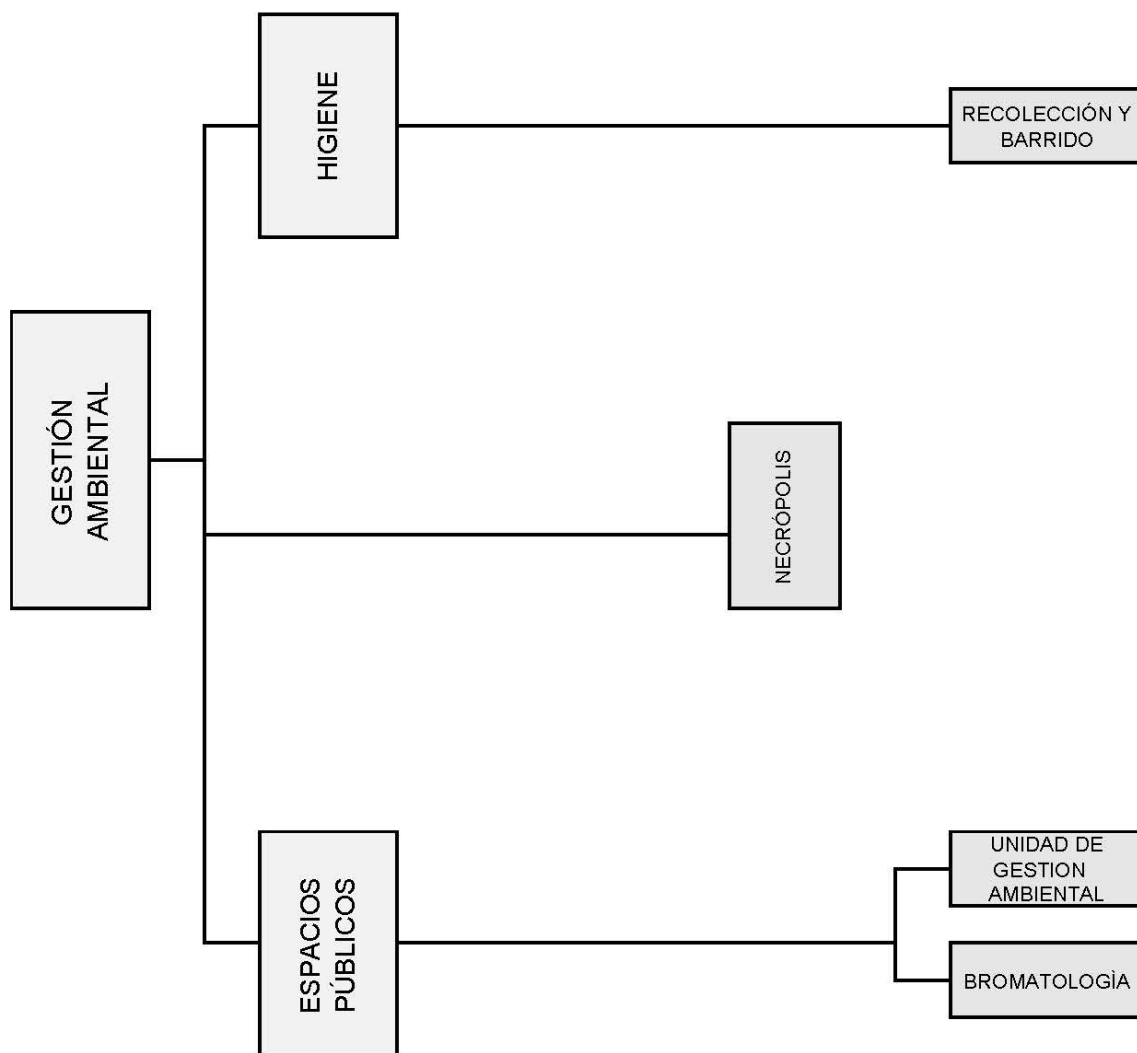 GESTIÓN
AMBIENTAL
HIGIENE
RECOLECCIÓN Y
BARRIDO
NECRÓPOLIS
ESPACIOS
PÚBLICOS
UNIDAD DE
GESTION
AMBIENTAL
BROMATOLOGÌA